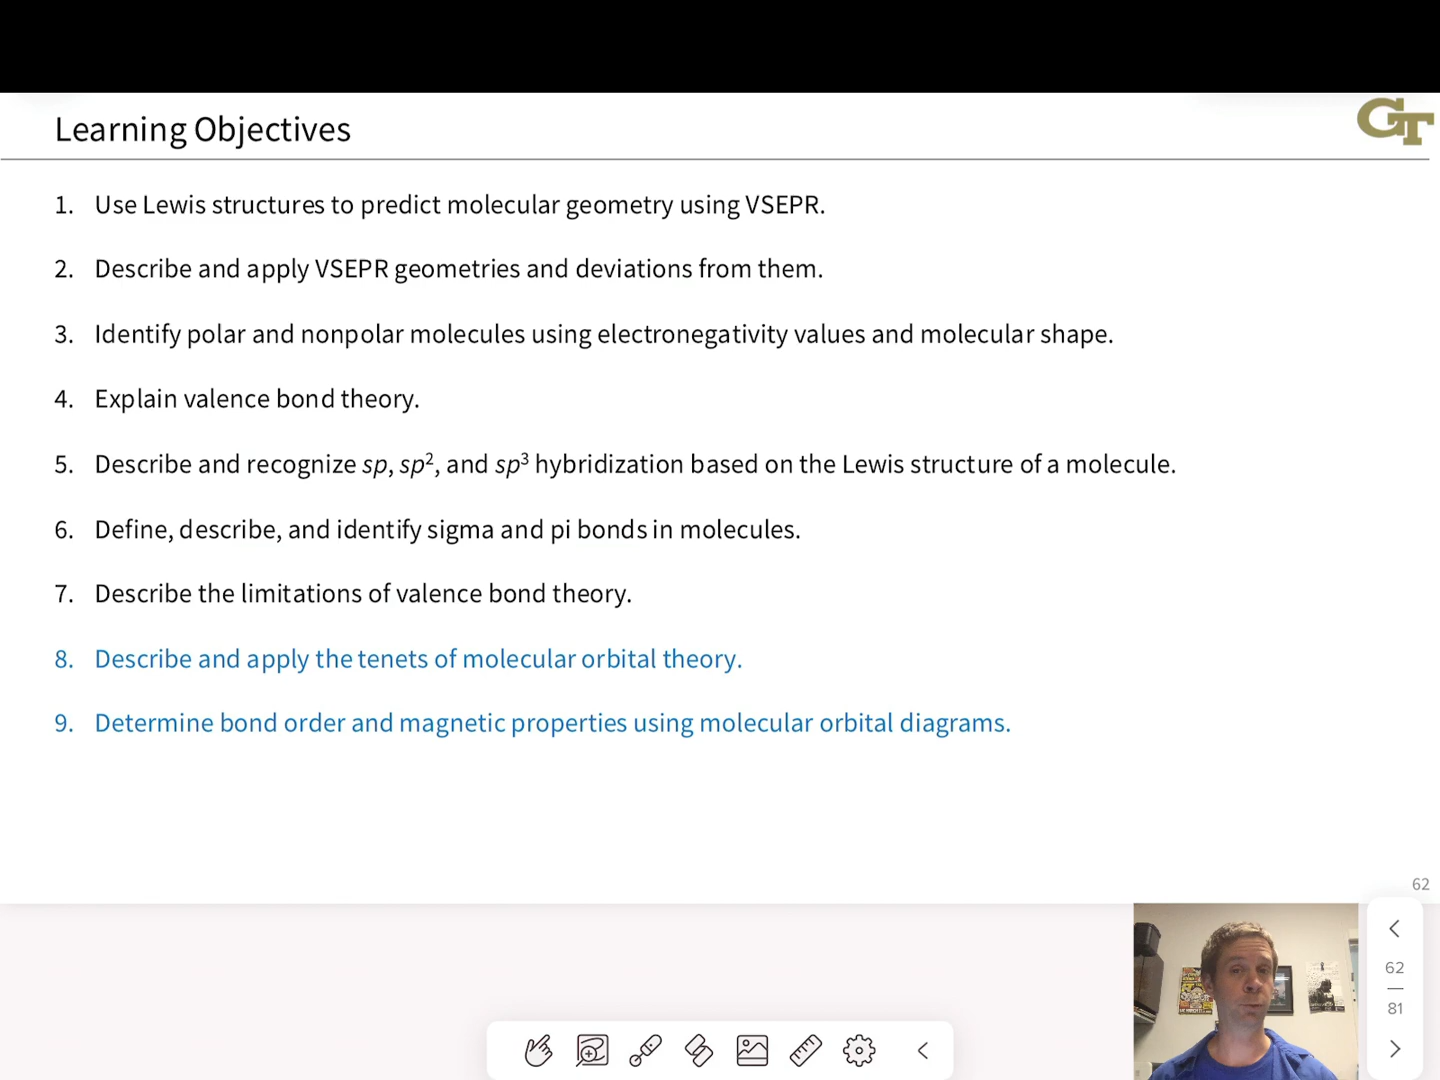 Learning Objectives
GT
1. Use Lewis structures to predict molecular geometry using VSEPR.
2. Describe and apply VSEPR geometries and deviations from them.
3. Identify polar and nonpolar molecules using electronegativity values and molecular shape.
4. Explain valence bond theory.
5. Describe and recognize sp, sp², and sp³ hybridization based on the Lewis structure of a molecule.
6. Define, describe, and identify sigma and pi bonds in molecules.
7. Describe the limitations of valence bond theory.
8. Describe and apply the tenets of molecular orbital theory.
9. Determine bond order and magnetic properties using molecular orbital diagrams.
62
62
81